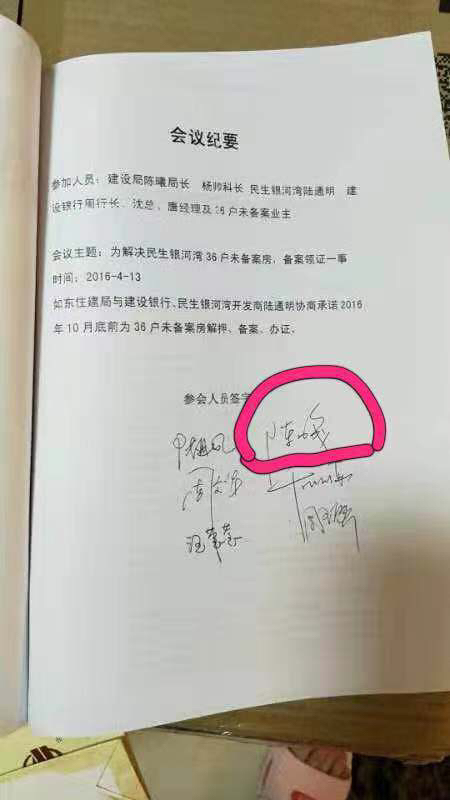 会议纪要
参加人员：建设局陈曦局长 杨帅科长 民生银河湾陆通明 建
设银行周行长、沈总、唐经理及36户未备案业主
会议主题：为解决民生银河湾36户未备案房，备案领证一事
时间：2016-4-13
如东住建局与建设银行、民生银河湾开发商陆通明协商承诺2016
年10月底前为36户未备案房解押、备案、办证。
参会人员签字
陈曦